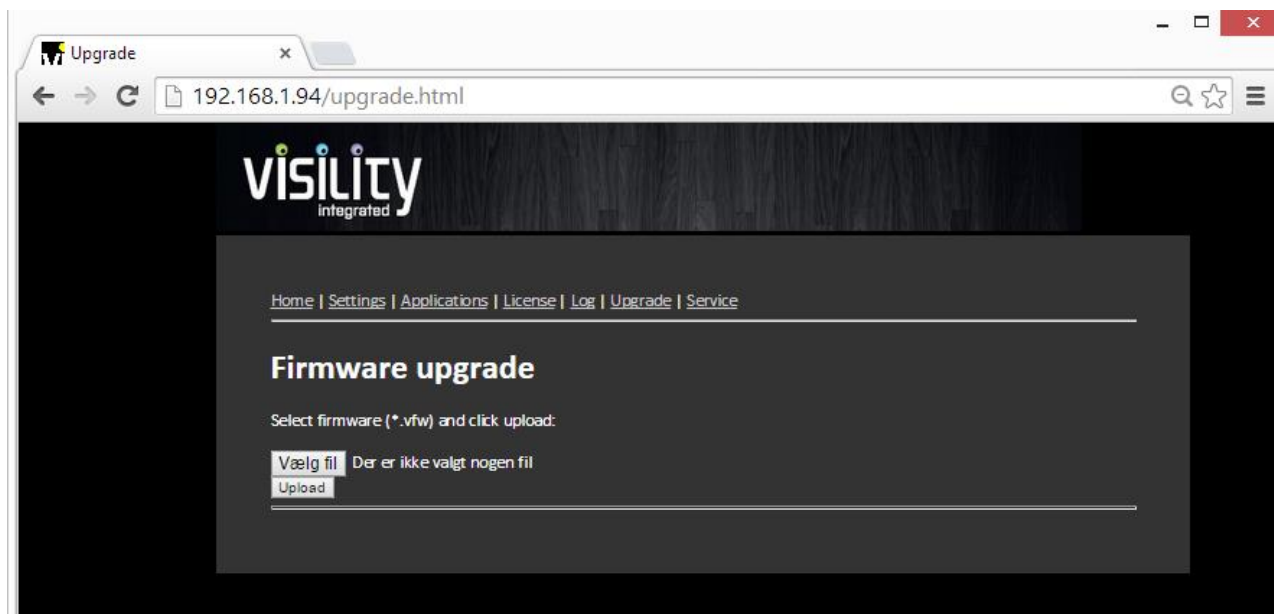 Upgrade
192.168.1.94/upgrade.html
visility
integrated
Home | Settings | Applications | License | Log | Upgrade | Service
Firmware upgrade
Select firmware (*.vfw) and click upload:
Vælg fil Der er ikke valgt nogen fil
Upload